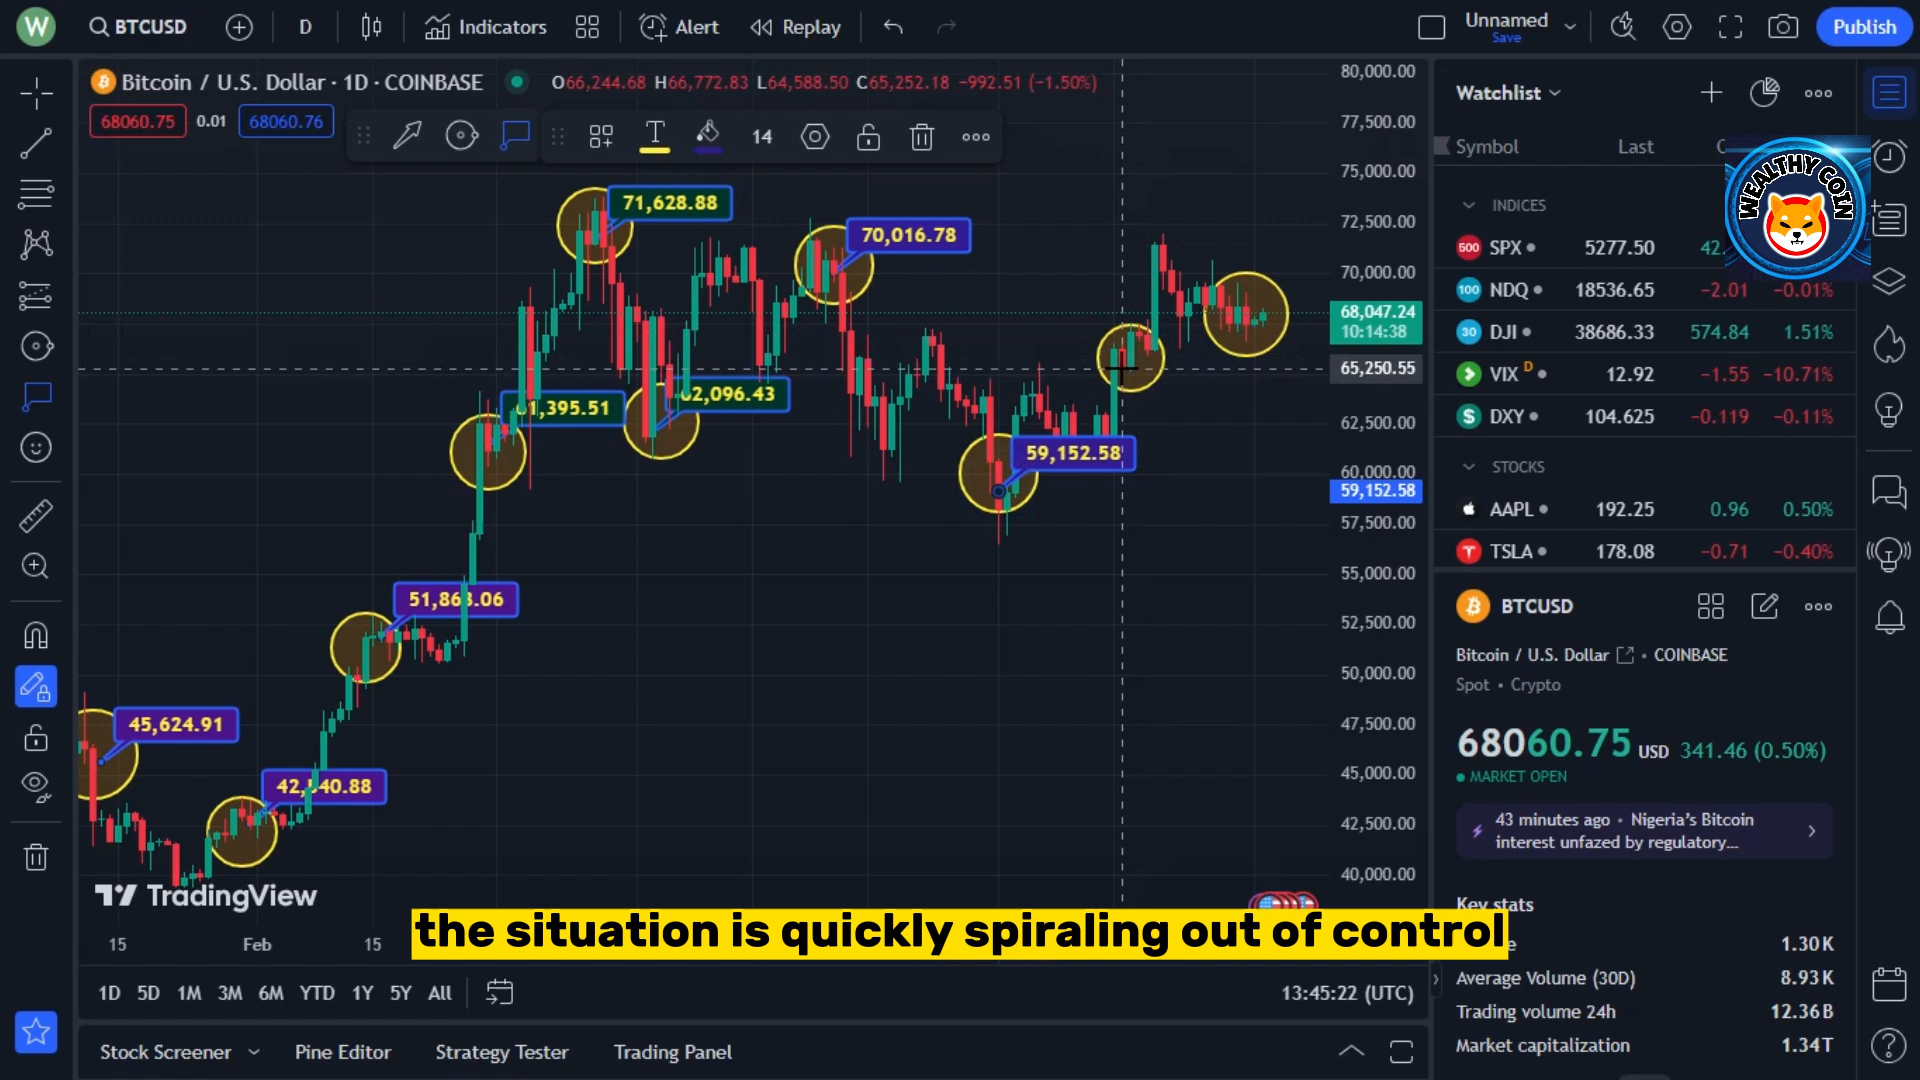 W
BTCUSD
D
Indicators
Alert
Replay
Unnamed
Save
Publish
Bitcoin / U.S. Dollar · 1D · COINBASE
O66,244.68 H66,772.83 L64,588.50 C65,252.18 −992.51 (−1.50%)
68060.75
0.01
68060.76
T
14
71,628.88
70,016.78
62,096.43
59,152.58
51,863.06
45,624.91
80,000.00
77,500.00
75,000.00
72,500.00
70,000.00
68,047.24
10:14:38
65,250.55
62,500.00
60,000.00
59,152.58
57,500.00
55,000.00
52,500.00
50,000.00
47,500.00
45,000.00
42,500.00
40,000.00
TradingView
15
Feb
15
the situation is quickly spiraling out of control
1D 5D 1M 3M 6M YTD 1Y 5Y All
13:45:22 (UTC)
Stock Screener
Pine Editor
Strategy Tester
Trading Panel
Watchlist
Symbol
Last
WEALTHY COIN
INDICES
500 SPX 5277.50 42.
100 NDQ 18536.65 −2.01 −0.01%
30 DJI 38686.33 574.84 1.51%
VIX D 12.92 −1.55 −10.71%
DXY 104.625 −0.119 −0.11%
STOCKS
AAPL 192.25 0.96 0.50%
TSLA 178.08 −0.71 −0.40%
BTCUSD
Bitcoin / U.S. Dollar • COINBASE
Spot • Crypto
68060.75 USD 341.46 (0.50%)
MARKET OPEN
43 minutes ago • Nigeria's Bitcoin
interest unfazed by regulatory...
Key stats
1.30K
Average Volume (30D) 8.93K
Trading volume 24h 12.36B
Market capitalization 1.34T